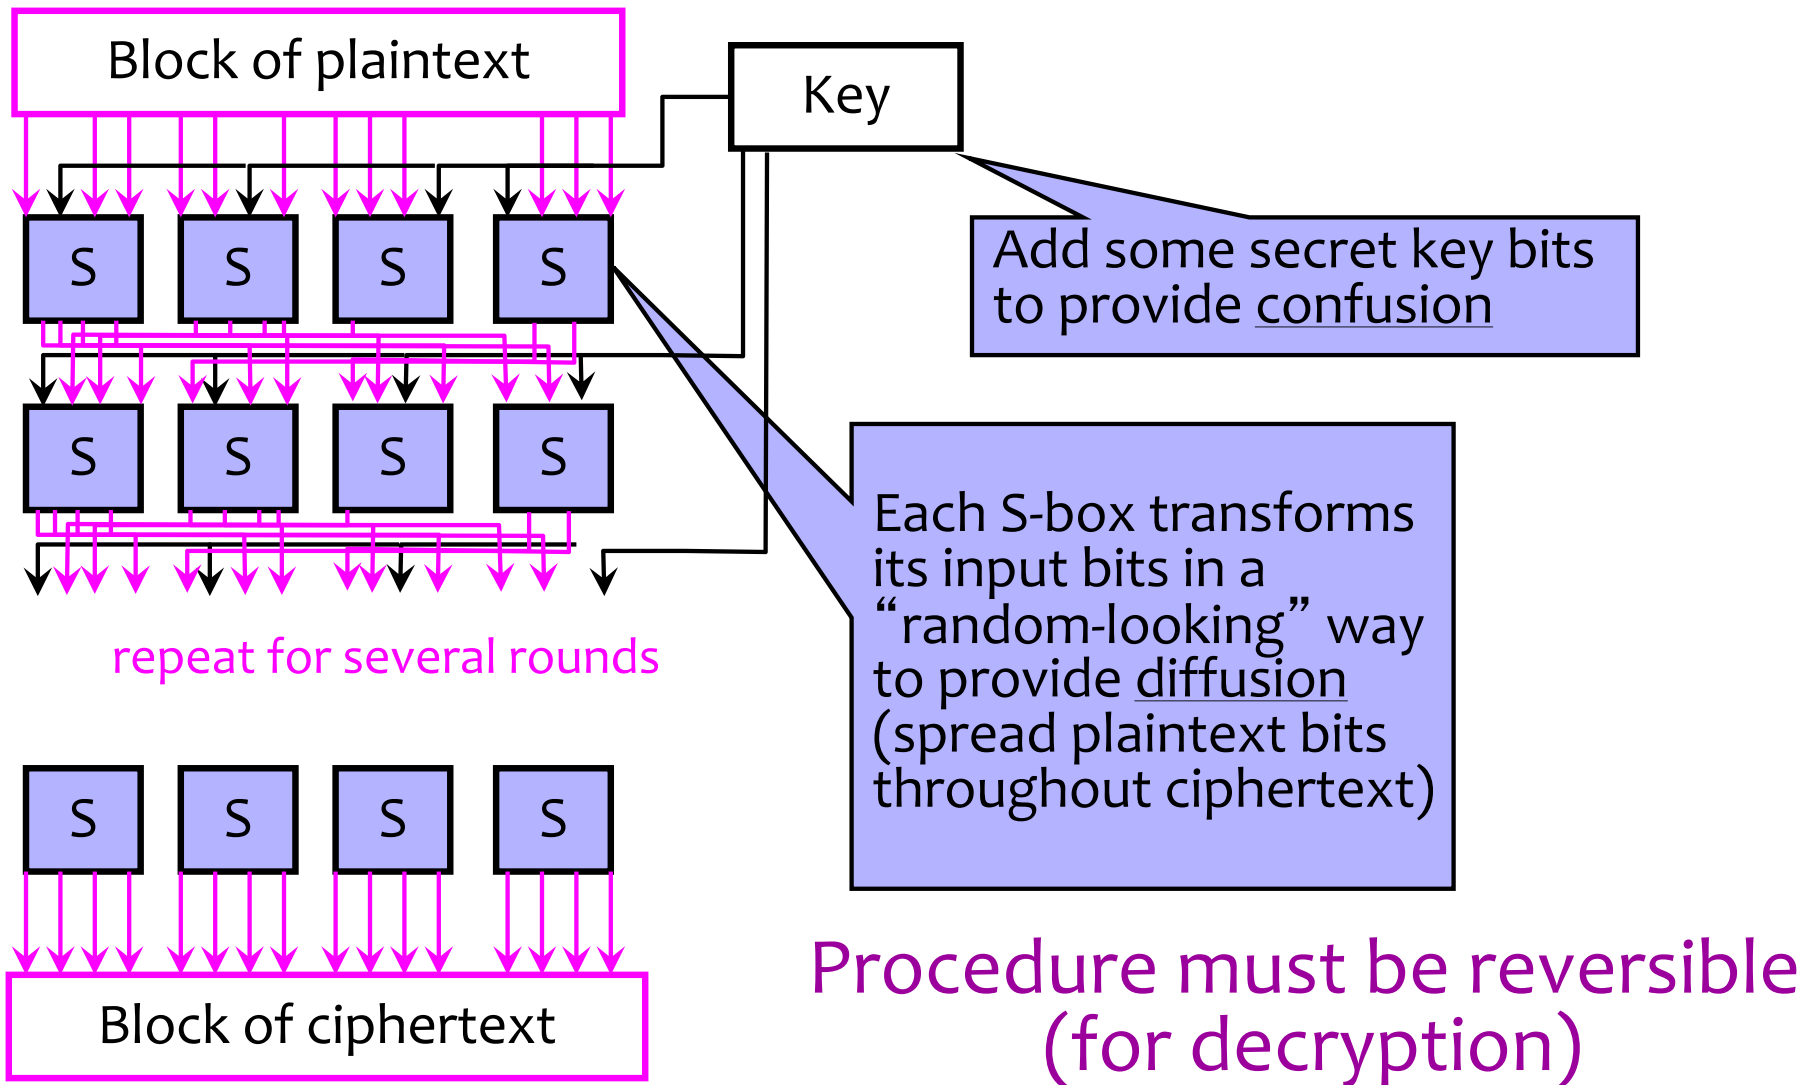 Block of plaintext
Key
S S S S
Add some secret key bits
to provide confusion
S S S S
Each S-box transforms
its input bits in a
“random-looking” way
to provide diffusion
(spread plaintext bits
throughout ciphertext)
repeat for several rounds
S S S S
Block of ciphertext
Procedure must be reversible
(for decryption)